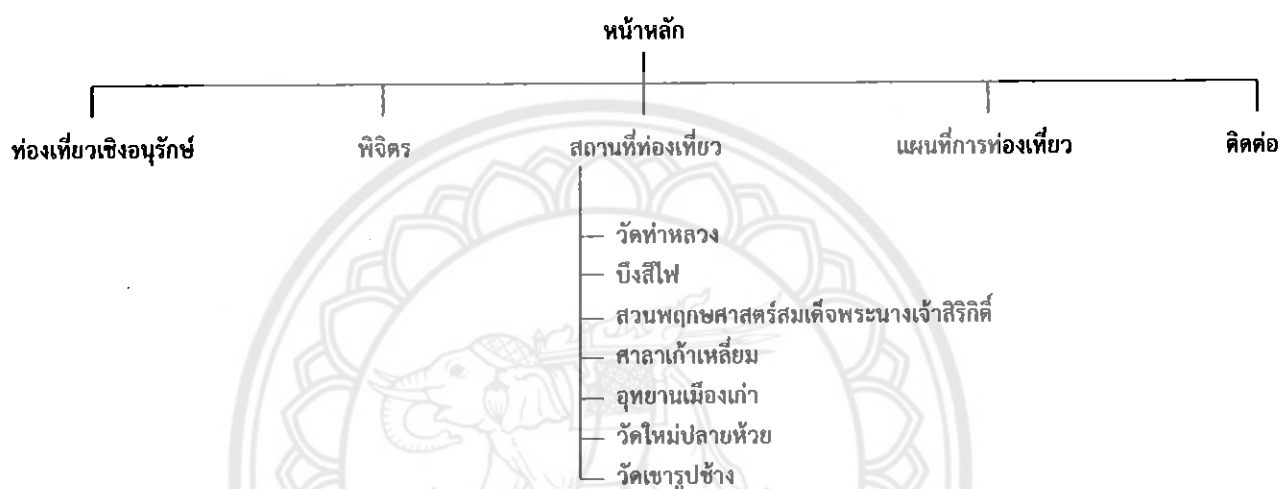 หน้าหลัก
ท่องเที่ยวเชิงอนุรักษ์ พิจิตร สถานที่ท่องเที่ยว แผนที่การท่องเที่ยว ติดต่อ
วัดท่าหลวง
บึงสีไฟ
สวนพฤกษศาสตร์สมเด็จพระนางเจ้าสิริกิติ์
ศาลาเก้าเหลี่ยม
อุทยานเมืองเก่า
วัดใหม่ปลายห้วย
วัดเขารูปช้าง